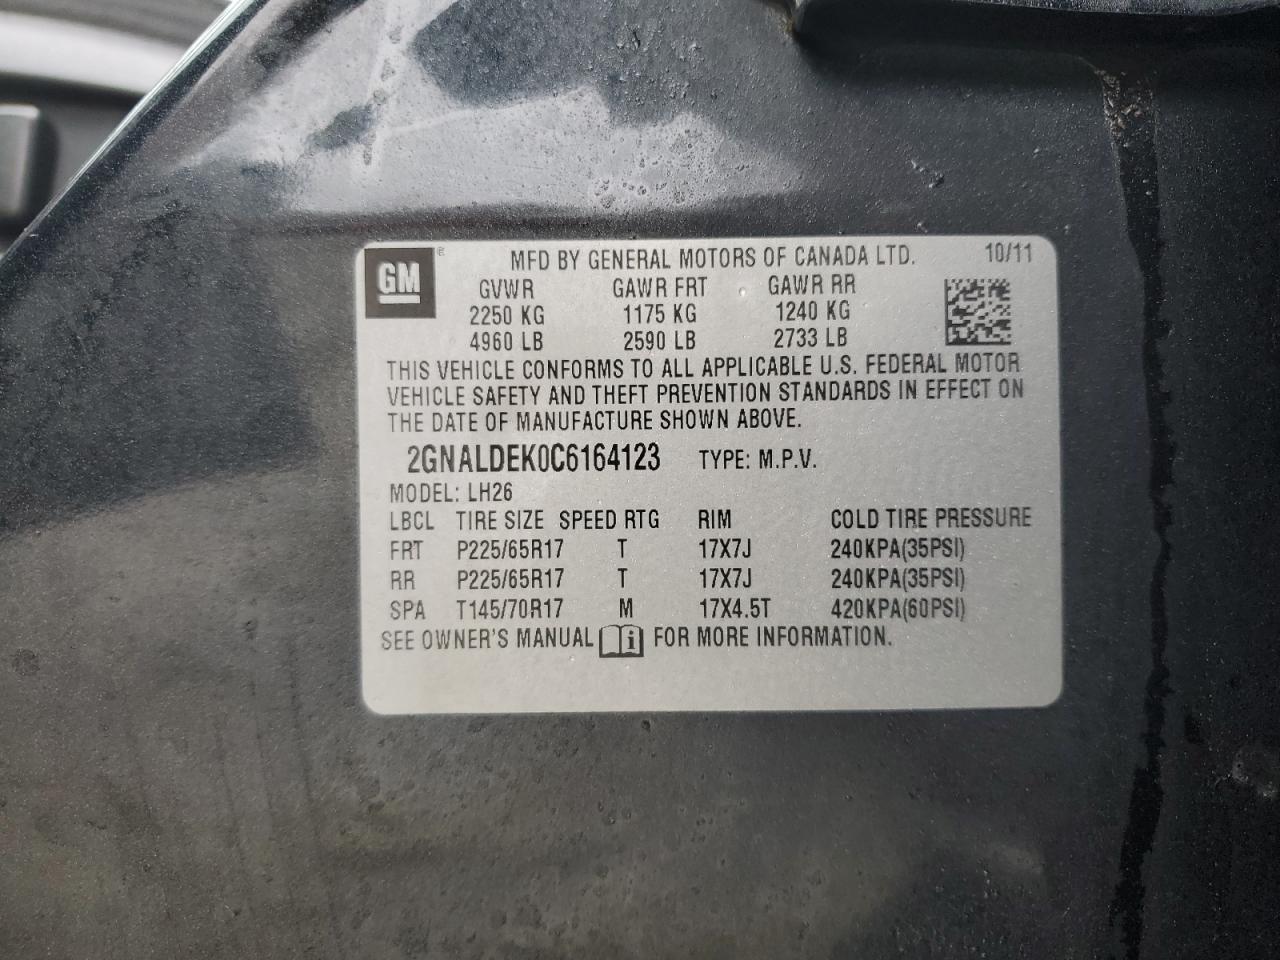 GM ® MFD BY GENERAL MOTORS OF CANADA LTD. 10/11
GVWR GAWR FRT GAWR RR
2250 KG 1175 KG 1240 KG
4960 LB 2590 LB 2733 LB
THIS VEHICLE CONFORMS TO ALL APPLICABLE U.S. FEDERAL MOTOR
VEHICLE SAFETY AND THEFT PREVENTION STANDARDS IN EFFECT ON
THE DATE OF MANUFACTURE SHOWN ABOVE.
2GNALDEK0C6164123 TYPE: M.P.V.
MODEL: LH26
LBCL TIRE SIZE SPEED RTG RIM COLD TIRE PRESSURE
FRT P225/65R17 T 17X7J 240KPA(35PSI)
RR P225/65R17 T 17X7J 240KPA(35PSI)
SPA T145/70R17 M 17X4.5T 420KPA(60PSI)
SEE OWNER'S MANUAL i FOR MORE INFORMATION.